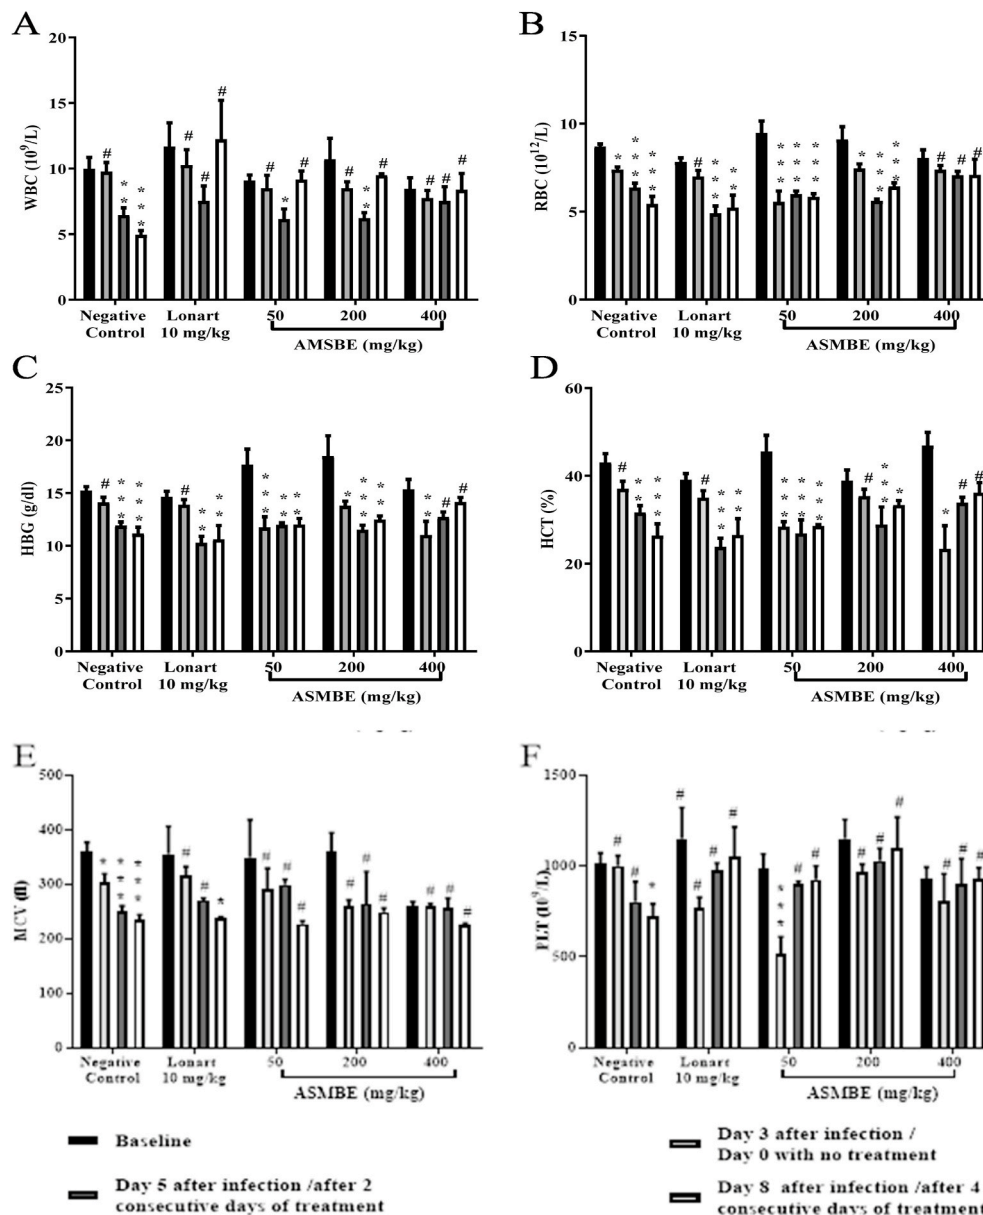 A
WBC (10⁹/L)
20
15
10
5
0
# * * * * *
# # #
# * #
# * * #
# # #
Negative Control
Lonart 10 mg/kg
50 200 400
AMSBE (mg/kg)
B
RBC (10¹²/L)
15
10
5
0
* * * * * * *
# * * * * *
* * * * * * * * *
* * * * * * *
# # #
Negative Control
Lonart 10 mg/kg
50 200 400
ASMBE (mg/kg)
C
HBG (g/dl)
25
20
15
10
5
0
# * * * * * *
# * * * *
* * * * * * *
* * * * * *
* * # #
Negative Control
Lonart 10 mg/kg
50 200 400
ASMBE (mg/kg)
D
HCT (%)
60
40
20
0
# * * * * *
# * * * * *
* * * * * * * *
# * * * *
* # #
Negative Control
Lonart 10 mg/kg
50 200 400
ASMBE (mg/kg)
E
MCV (fl)
500
400
300
200
100
0
* * * * * * *
# # *
# # #
# # #
# # #
Negative Control
Lonart 10 mg/kg
50 200 400
ASMBE (mg/kg)
F
PLT (10⁹/L)
1500
1000
500
0
# # *
# # # #
* * * # #
# # #
# # #
Negative Control
Lonart 10 mg/kg
50 200 400
ASMBE (mg/kg)
Baseline
Day 3 after infection /
Day 0 with no treatment
Day 5 after infection /after 2
consecutive days of treatment
Day 8 after infection /after 4
consecutive days of treatment